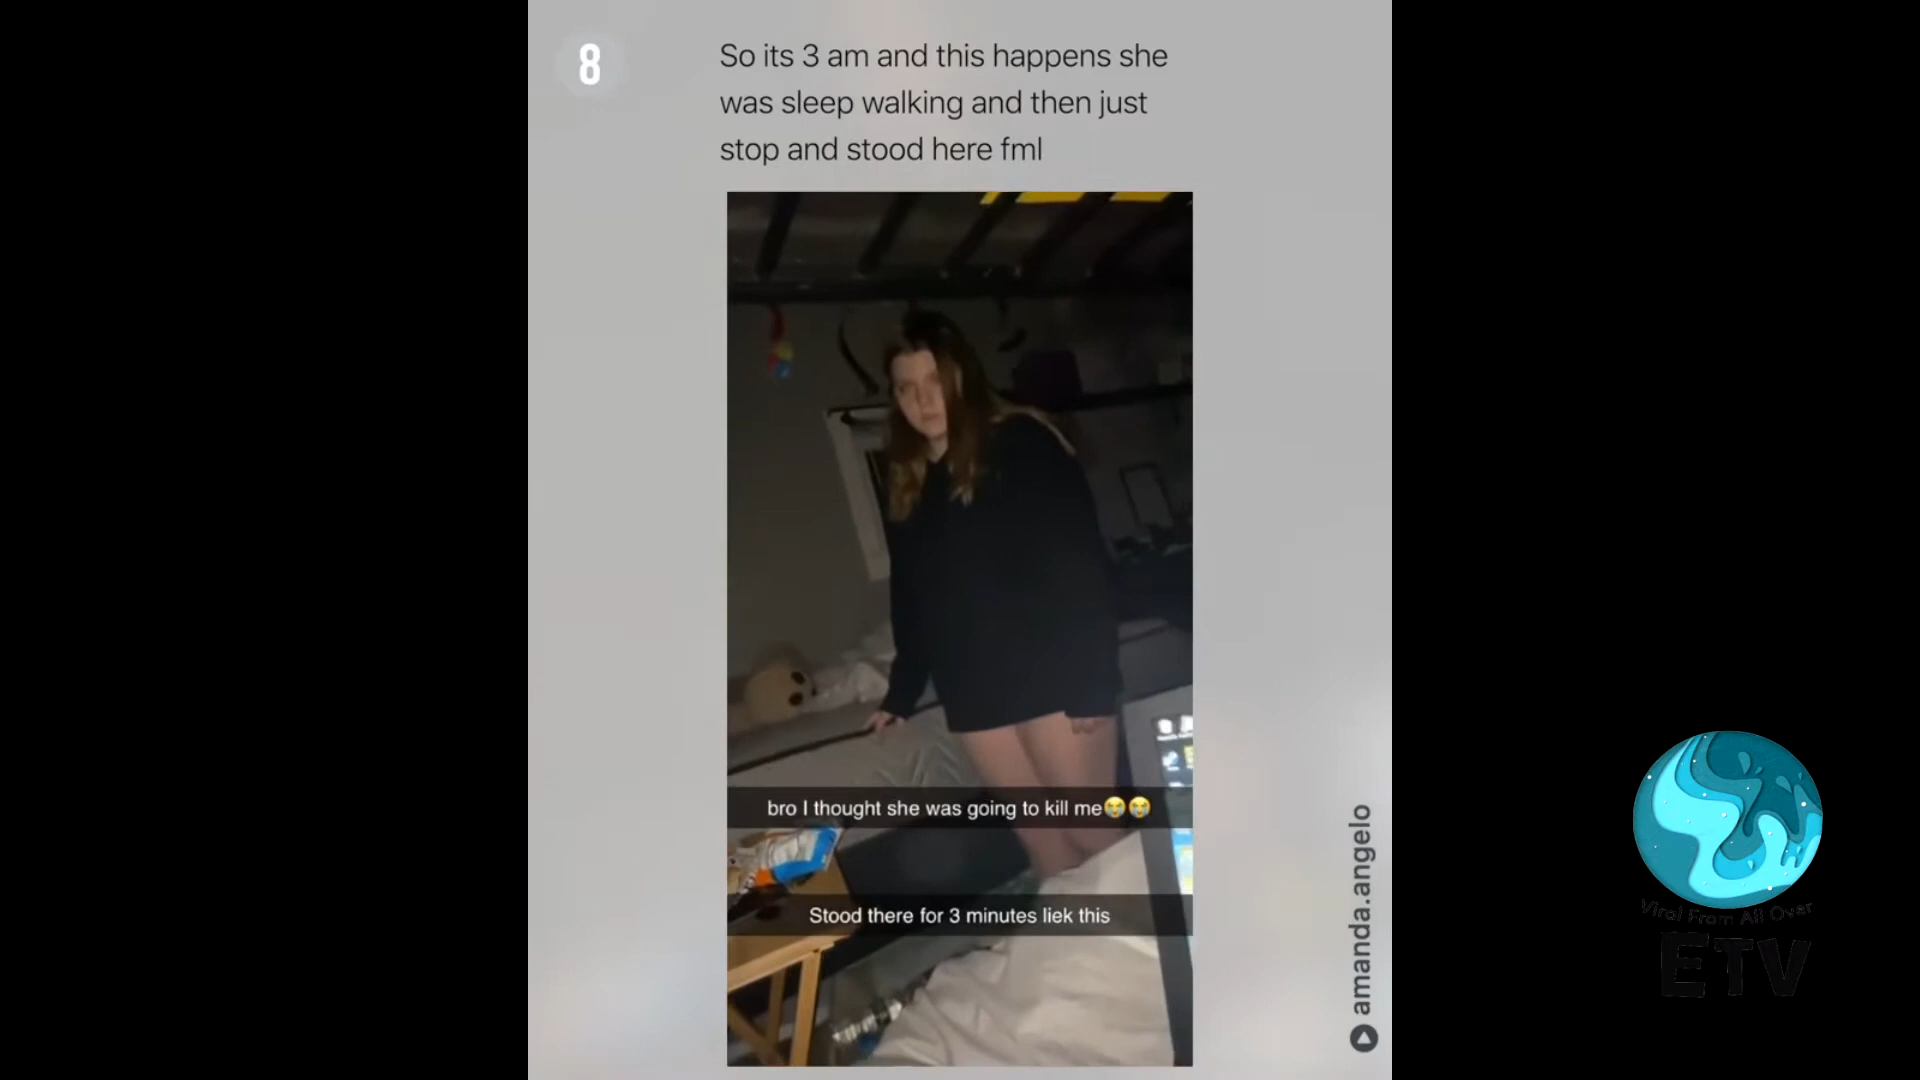 8
So its 3 am and this happens she
was sleep walking and then just
stop and stood here fml
bro I thought she was going to kill me😭😭
Stood there for 3 minutes liek this
amanda.angelo
Viral From All Over
ETV